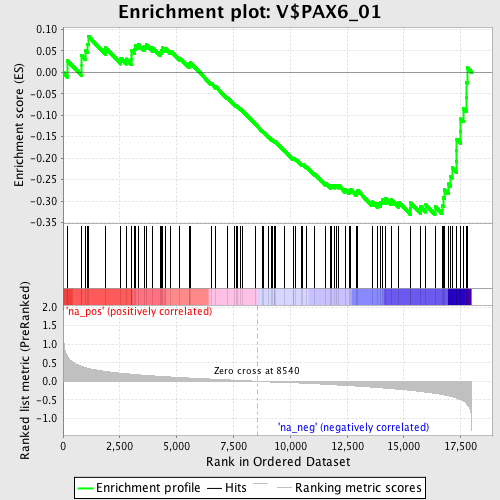 Enrichment plot: V$PAX6_01
Enrichment score (ES)
0.10
0.05
0.00
-0.05
-0.10
-0.15
-0.20
-0.25
-0.30
-0.35
'na_pos' (positively correlated)
Ranked list metric (PreRanked)
2.0
1.5
1.0
0.5
0.0
-0.5
-1.0
Zero cross at 8540
'na_neg' (negatively correlated)
0 2,500 5,000 7,500 10,000 12,500 15,000 17,500
Rank in Ordered Dataset
Enrichment profile Hits Ranking metric scores